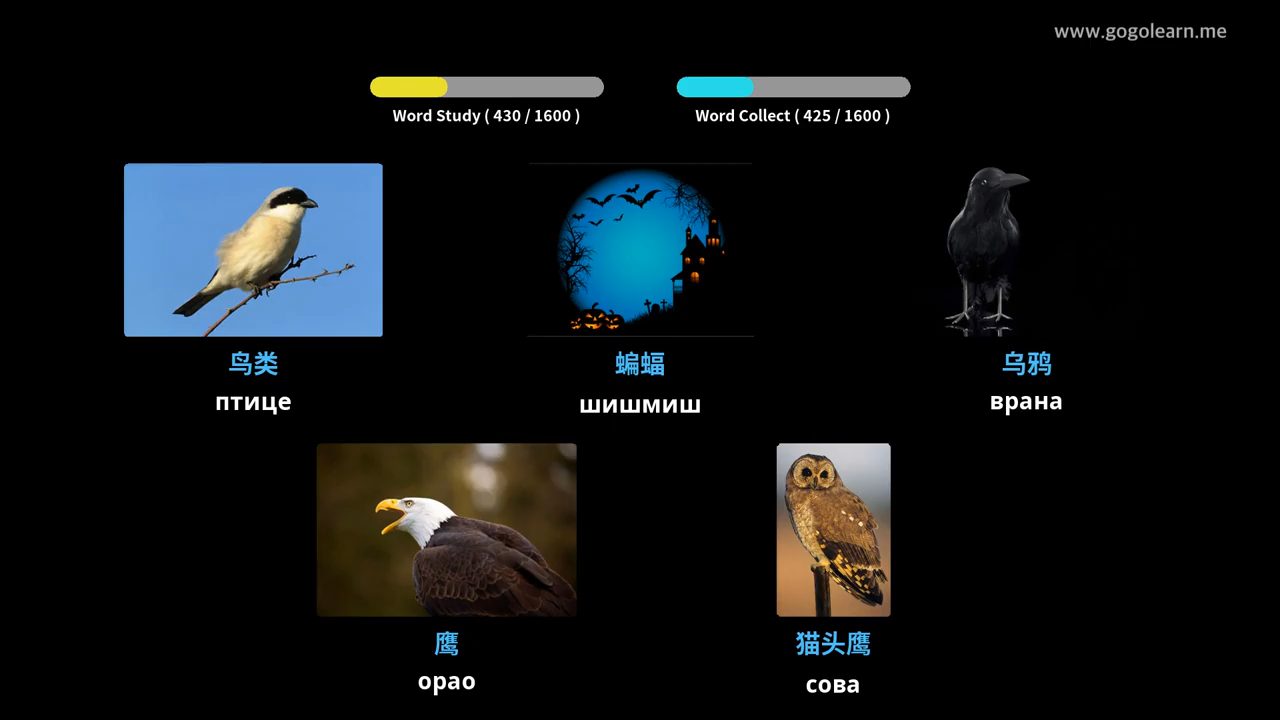 www.gogolearn.me
Word Study ( 430 / 1600 )
Word Collect ( 425 / 1600 )
鸟类
птице
蝙蝠
шишмиш
乌鸦
врана
鹰
орао
猫头鹰
сова